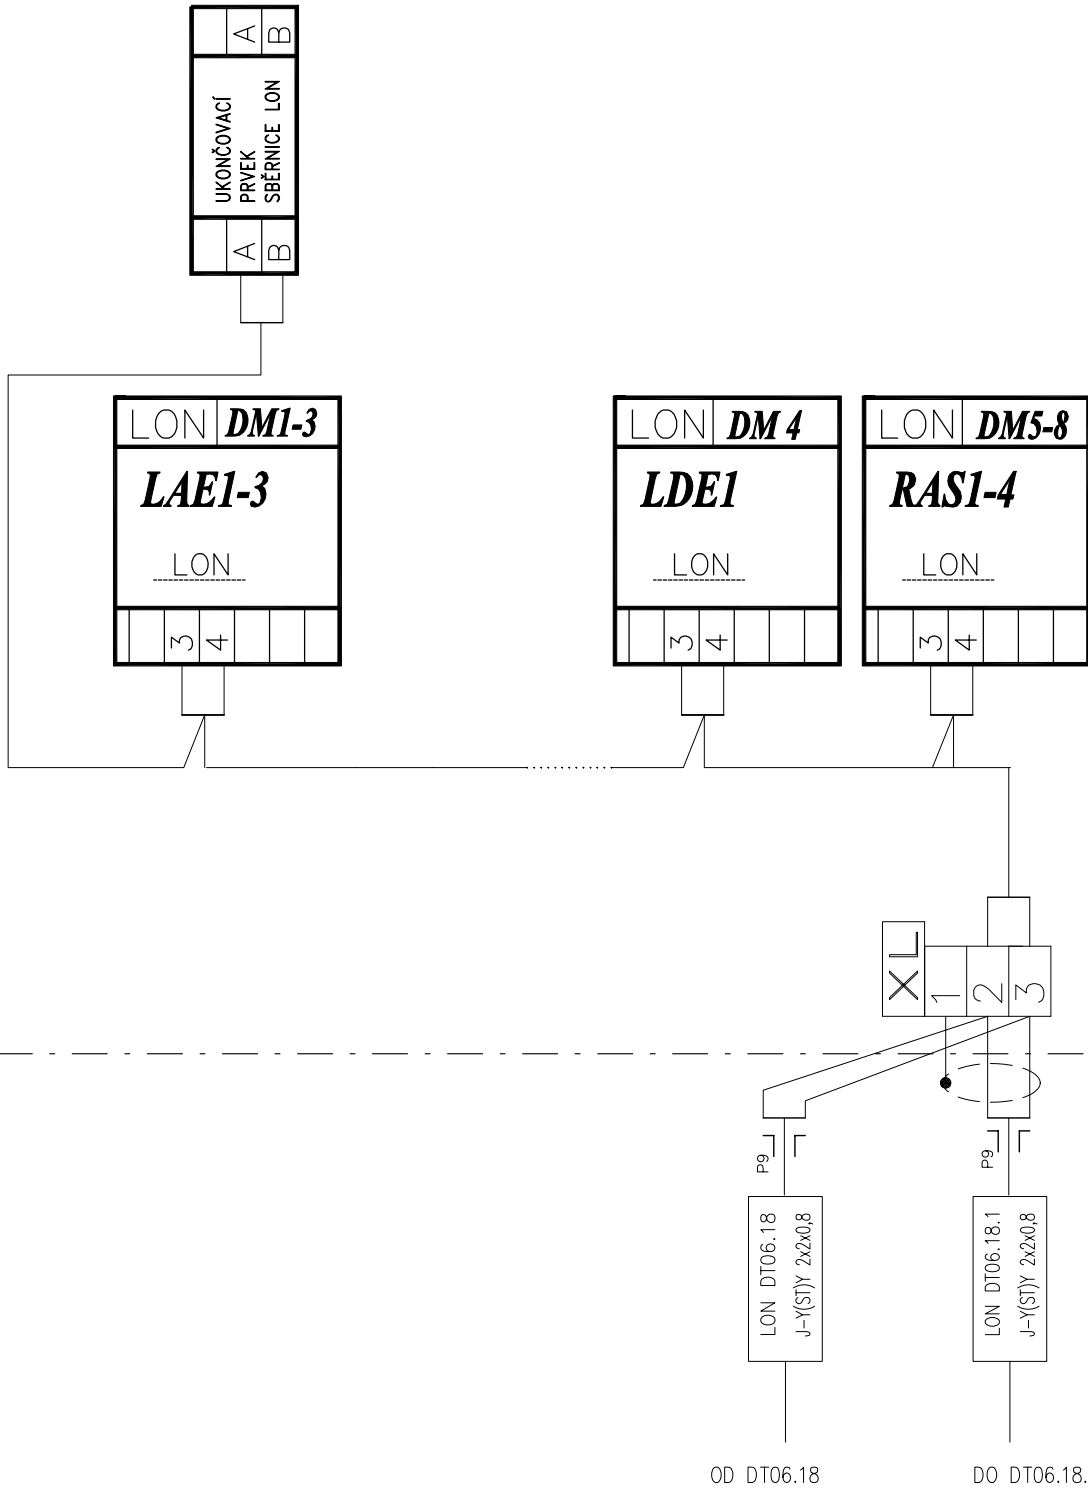 A
B
UKONČOVACÍ
PRVEK
SBĚRNICE LON
A
B
LON DM1-3
LAE1-3
LON
3
4
LON DM 4
LDE1
LON
3
4
LON DM5-8
RAS1-4
LON
3
4
XL
1
2
3
P9
P9
LON DT06.18
J-Y(ST)Y 2x2x0,8
LON DT06.18.1
J-Y(ST)Y 2x2x0,8
OD DT06.18
DO DT06.18.